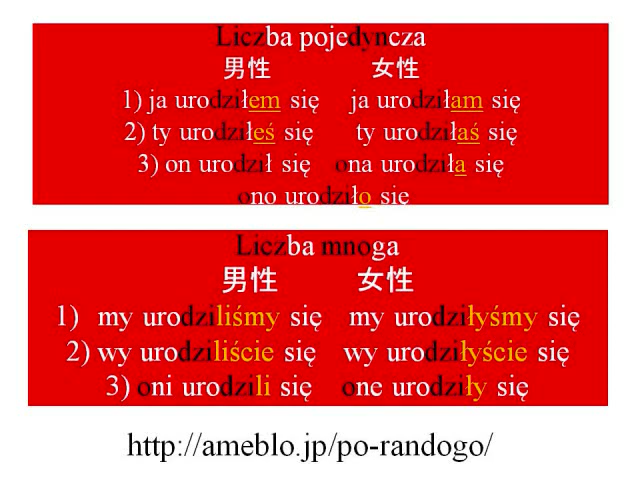 Liczba pojedyncza
男性 女性
1) ja urodziłem się ja urodziłam się
2) ty urodziłeś się ty urodziłaś się
3) on urodził się ona urodziła się
ono urodziło się
Liczba mnoga
男性 女性
1) my urodziliśmy się my urodziłyśmy się
2) wy urodziliście się wy urodziłyście się
3) oni urodzili się one urodziły się
http://ameblo.jp/po-randogo/